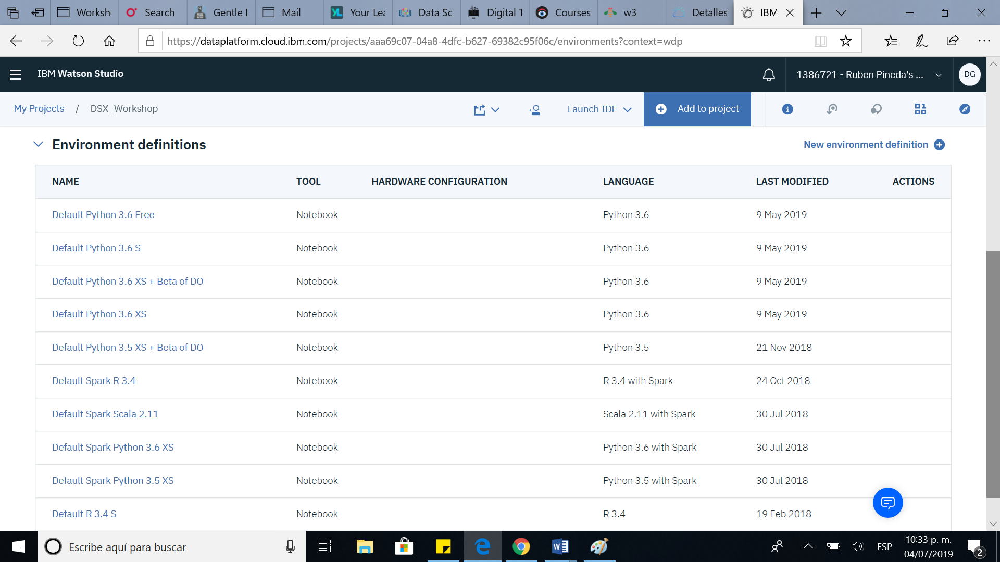 Worksh Search Gentle I Mail Your Lea Data Sc Digital T Courses w3 Detalles IBM
https://dataplatform.cloud.ibm.com/projects/aaa69c07-04a8-4dfc-b627-69382c95f06c/environments?context=wdp
IBM Watson Studio 1386721 - Ruben Pineda's ... DG
My Projects / DSX_Workshop Launch IDE Add to project
Environment definitions New environment definition
NAME TOOL HARDWARE CONFIGURATION LANGUAGE LAST MODIFIED ACTIONS
Default Python 3.6 Free Notebook Python 3.6 9 May 2019
Default Python 3.6 S Notebook Python 3.6 9 May 2019
Default Python 3.6 XS + Beta of DO Notebook Python 3.6 9 May 2019
Default Python 3.6 XS Notebook Python 3.6 9 May 2019
Default Python 3.5 XS + Beta of DO Notebook Python 3.5 21 Nov 2018
Default Spark R 3.4 Notebook R 3.4 with Spark 24 Oct 2018
Default Spark Scala 2.11 Notebook Scala 2.11 with Spark 30 Jul 2018
Default Spark Python 3.6 XS Notebook Python 3.6 with Spark 30 Jul 2018
Default Spark Python 3.5 XS Notebook Python 3.5 with Spark 30 Jul 2018
Default R 3.4 S Notebook R 3.4 19 Feb 2018
Escribe aquí para buscar ESP 10:33 p. m.
04/07/2019 2